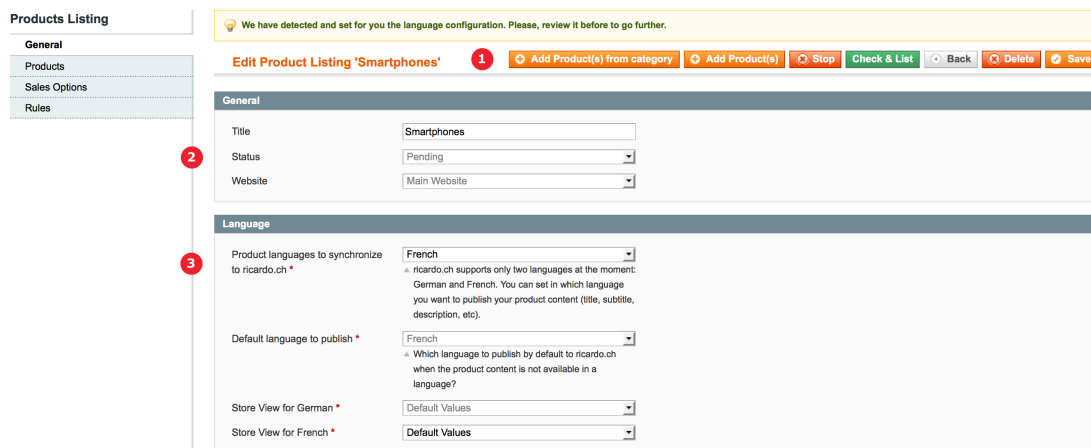 Products Listing
General
Products
Sales Options
Rules
We have detected and set for you the language configuration. Please, review it before to go further.
Edit Product Listing 'Smartphones'
1
Add Product(s) from category
Add Product(s)
Stop
Check & List
Back
Delete
Save
General
Title
Smartphones
2
Status
Pending
Website
Main Website
Language
3
Product languages to synchronize
to ricardo.ch *
French
ricardo.ch supports only two languages at the moment:
German and French. You can set in which language
you want to publish your product content (title, subtitle,
description, etc).
Default language to publish *
French
Which language to publish by default to ricardo.ch
when the product content is not available in a
language?
Store View for German *
Default Values
Store View for French *
Default Values